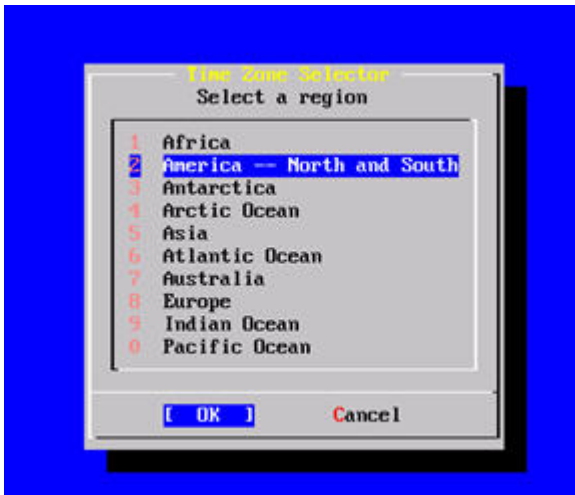 Time Zone Selector
Select a region
1 Africa
2 America -- North and South
3 Antarctica
4 Arctic Ocean
5 Asia
6 Atlantic Ocean
7 Australia
8 Europe
9 Indian Ocean
0 Pacific Ocean
[ OK ] Cancel